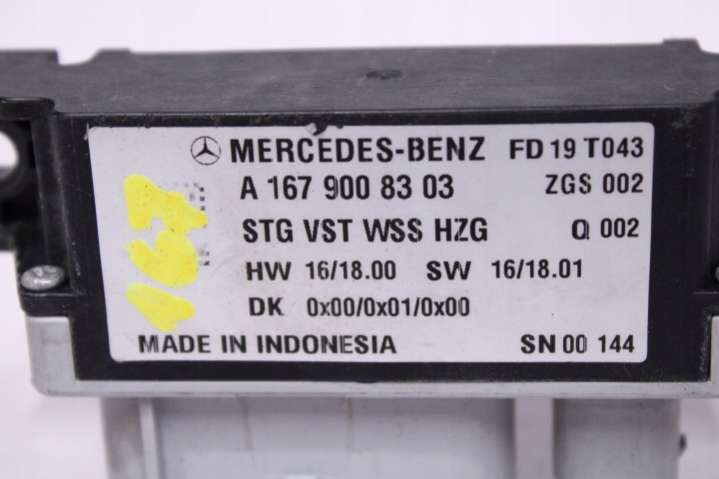 MERCEDES-BENZ FD 19 T043
A 167 900 83 03 ZGS 002
STG VST WSS HZG Q 002
HW 16/18.00 SW 16/18.01
DK 0x00/0x01/0x00
MADE IN INDONESIA SN 00 144
167